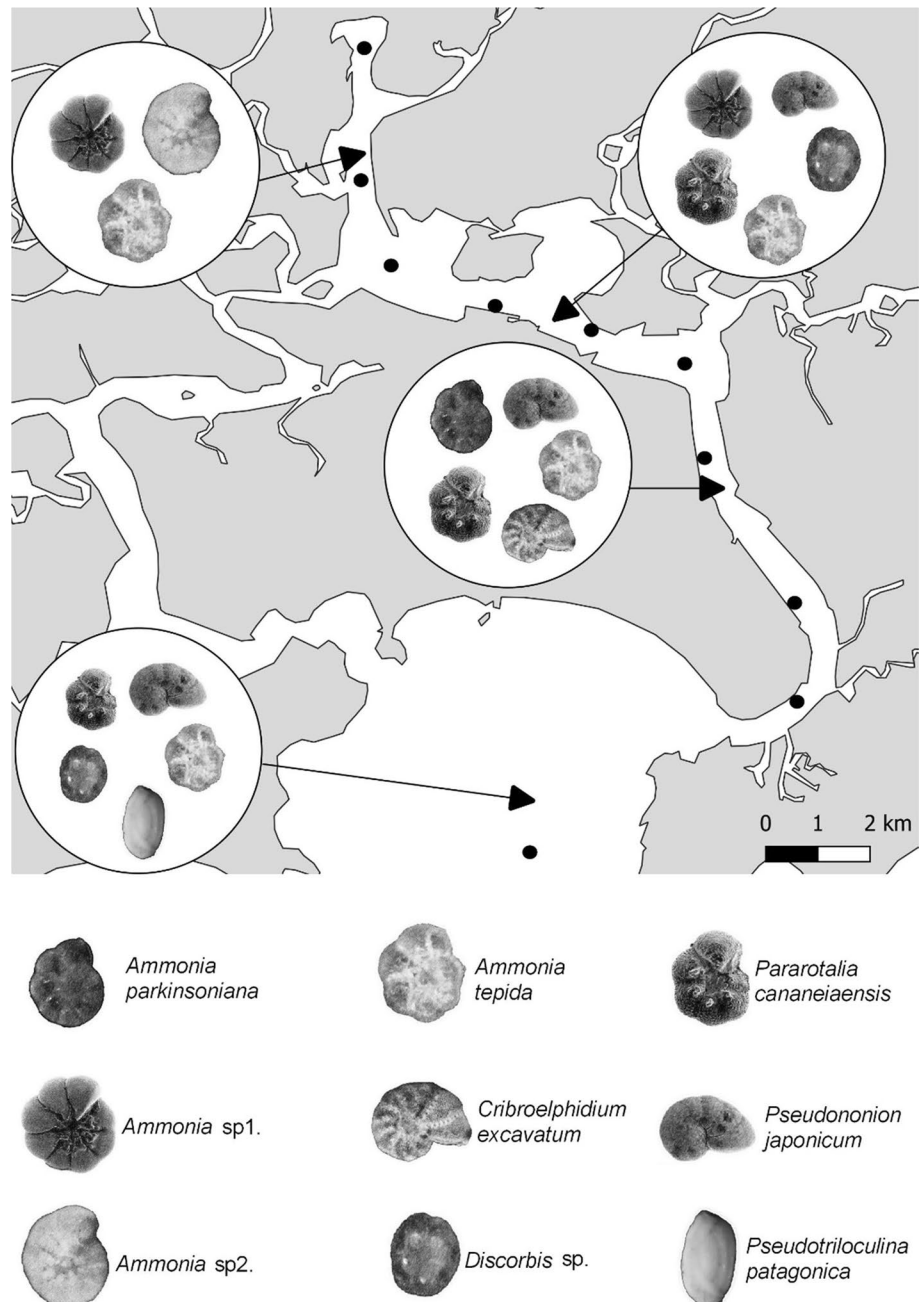 0 1 2 km
Ammonia
parkinsoniana
Ammonia
tepida
Pararotalia
cananeiaensis
Ammonia sp1.
Cribroelphidium
excavatum
Pseudononion
japonicum
Ammonia sp2.
Discorbis sp.
Pseudotriloculina
patagonica